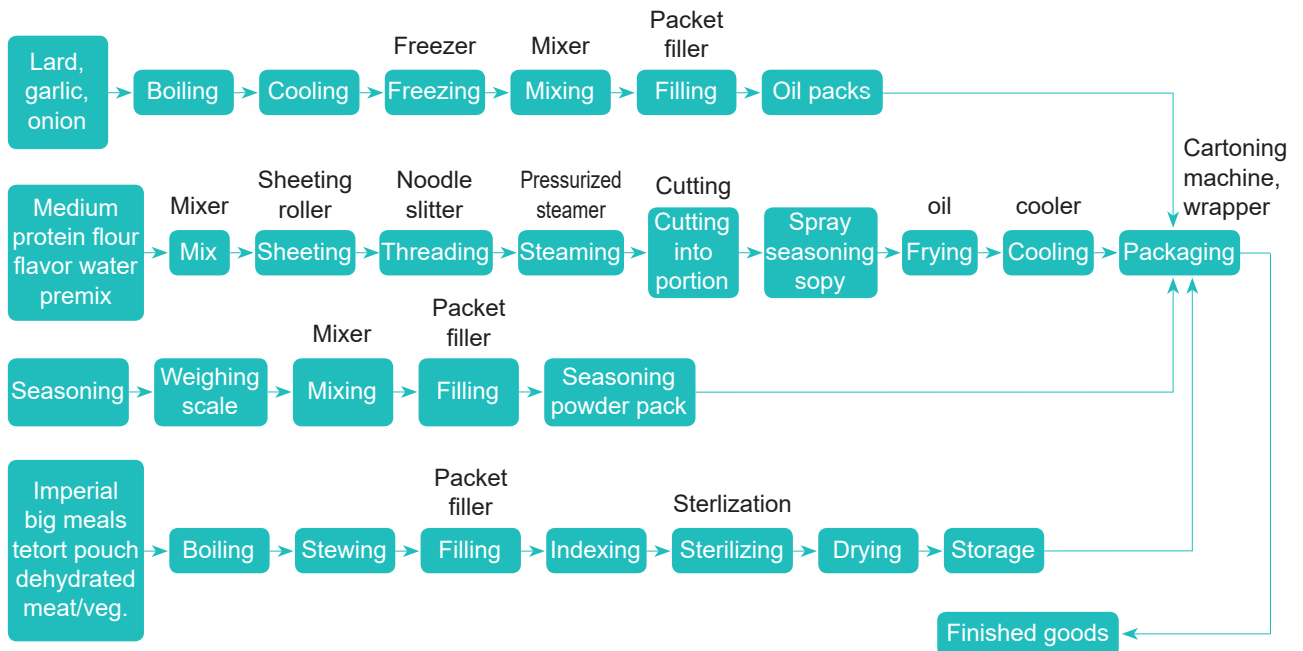 Lard,
garlic,
onion
Boiling
Cooling
Freezer
Freezing
Mixer
Mixing
Packet
filler
Filling
Oil packs
Cartoning
machine,
wrapper
Medium
protein flour
flavor water
premix
Mixer
Mix
Sheeting
roller
Sheeting
Noodle
slitter
Threading
Pressurized
steamer
Steaming
Cutting
Cutting
into
portion
Spray
seasoning
sopy
oil
Frying
cooler
Cooling
Packaging
Seasoning
Weighing
scale
Mixer
Mixing
Packet
filler
Filling
Seasoning
powder pack
Imperial
big meals
tetort pouch
dehydrated
meat/veg.
Boiling
Stewing
Packet
filler
Filling
Indexing
Sterlization
Sterilizing
Drying
Storage
Finished goods